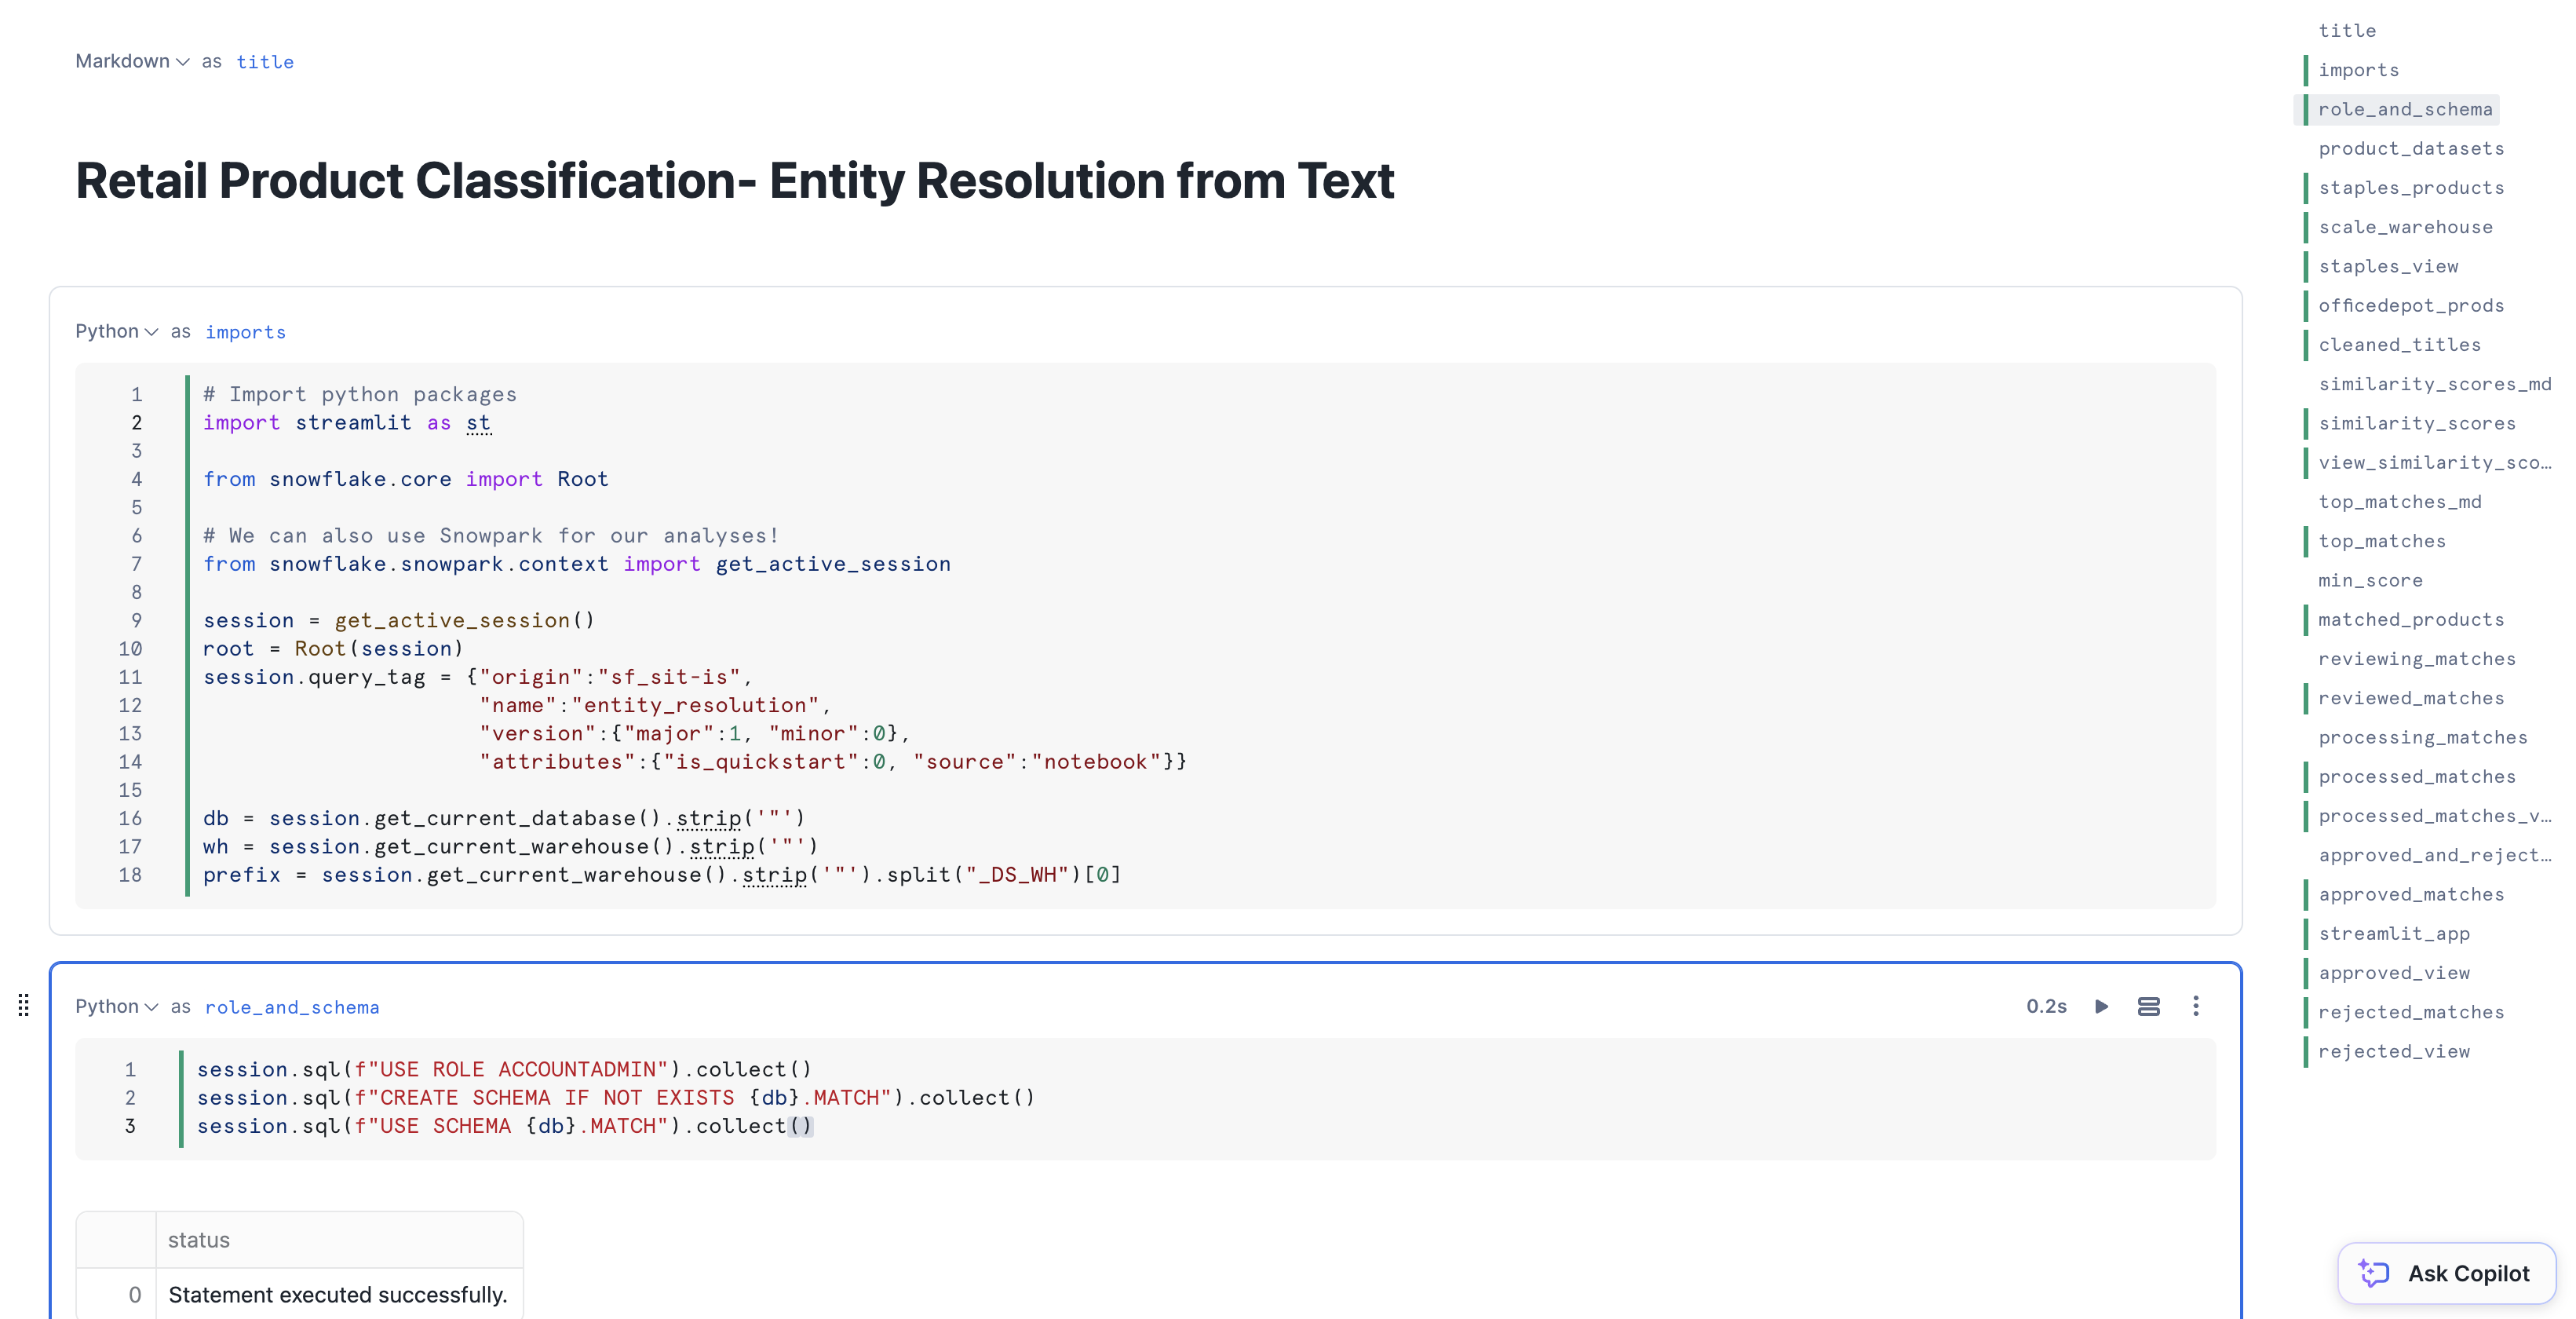 Markdown as title
Retail Product Classification- Entity Resolution from Text
Python as imports
1 # Import python packages
2 import streamlit as st
3
4 from snowflake.core import Root
5
6 # We can also use Snowpark for our analyses!
7 from snowflake.snowpark.context import get_active_session
8
9 session = get_active_session()
10 root = Root(session)
11 session.query_tag = {"origin":"sf_sit-is",
12 "name":"entity_resolution",
13 "version":{"major":1, "minor":0},
14 "attributes":{"is_quickstart":0, "source":"notebook"}}
15
16 db = session.get_current_database().strip('"')
17 wh = session.get_current_warehouse().strip('"')
18 prefix = session.get_current_warehouse().strip('"').split("_DS_WH")[0]
Python as role_and_schema
0.2s
1 session.sql(f"USE ROLE ACCOUNTADMIN").collect()
2 session.sql(f"CREATE SCHEMA IF NOT EXISTS {db}.MATCH").collect()
3 session.sql(f"USE SCHEMA {db}.MATCH").collect()
status
0 Statement executed successfully.
title
imports
role_and_schema
product_datasets
staples_products
scale_warehouse
staples_view
officedepot_prods
cleaned_titles
similarity_scores_md
similarity_scores
view_similarity_sco…
top_matches_md
top_matches
min_score
matched_products
reviewing_matches
reviewed_matches
processing_matches
processed_matches
processed_matches_v…
approved_and_reject…
approved_matches
streamlit_app
approved_view
rejected_matches
rejected_view
Ask Copilot